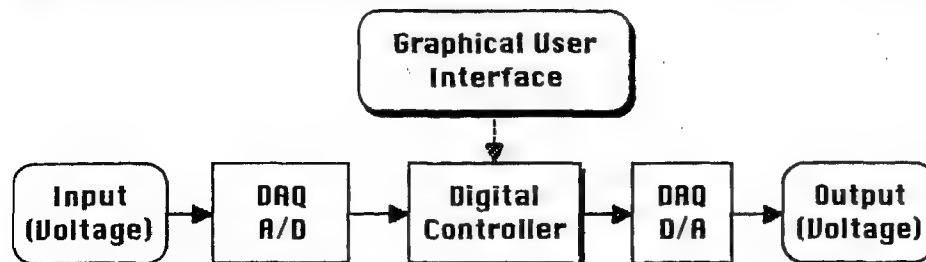 Graphical User
Interface
Input
(Voltage)
DAQ
A/D
Digital
Controller
DAQ
D/A
Output
(Voltage)